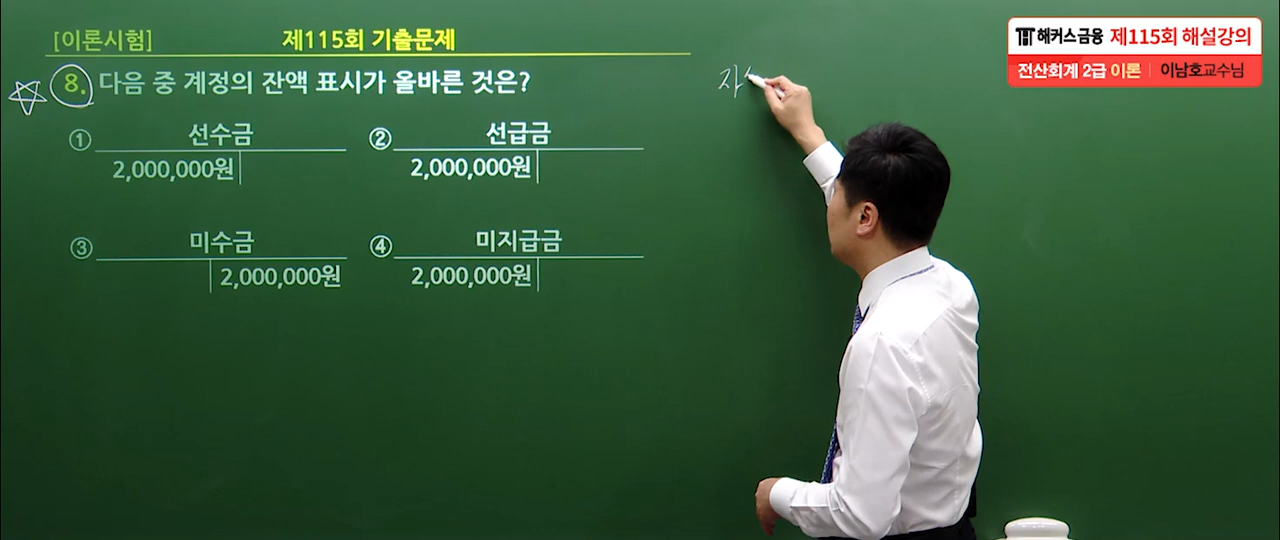 [이론시험] 제115회 기출문제
8. 다음 중 계정의 잔액 표시가 올바른 것은?
① 선수금
2,000,000원
② 선급금
2,000,000원
③ 미수금
2,000,000원
④ 미지급금
2,000,000원
자
해커스금융 제115회 해설강의
전산회계 2급 이론 | 이남호교수님